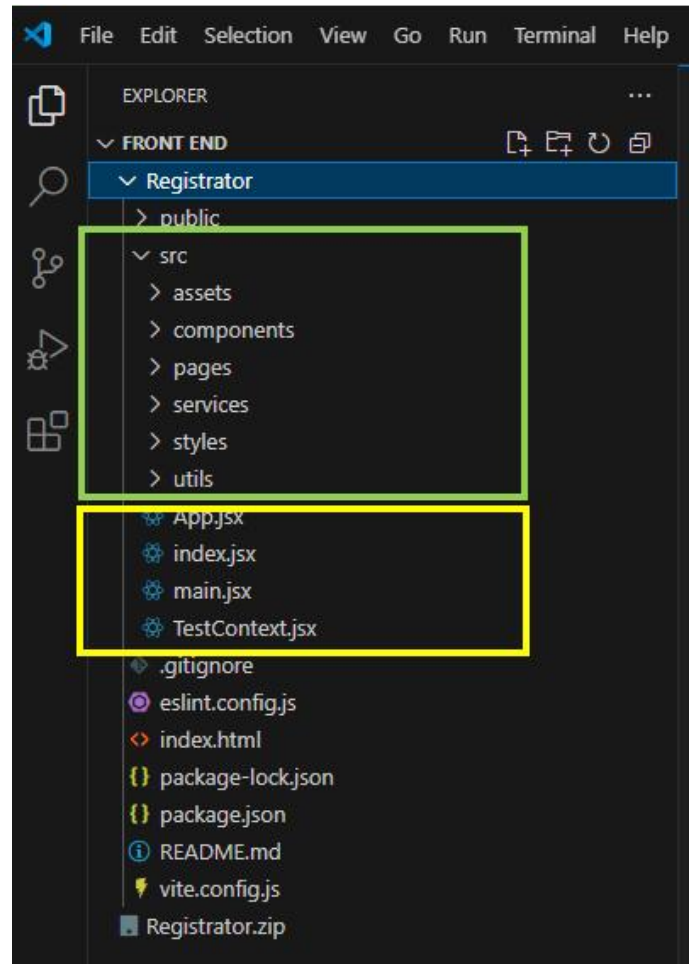 File Edit Selection View Go Run Terminal Help
EXPLORER
FRONT END
Registrator
public
src
assets
components
pages
services
styles
utils
App.jsx
index.jsx
main.jsx
TestContext.jsx
.gitignore
eslint.config.js
index.html
package-lock.json
package.json
README.md
vite.config.js
Registrator.zip